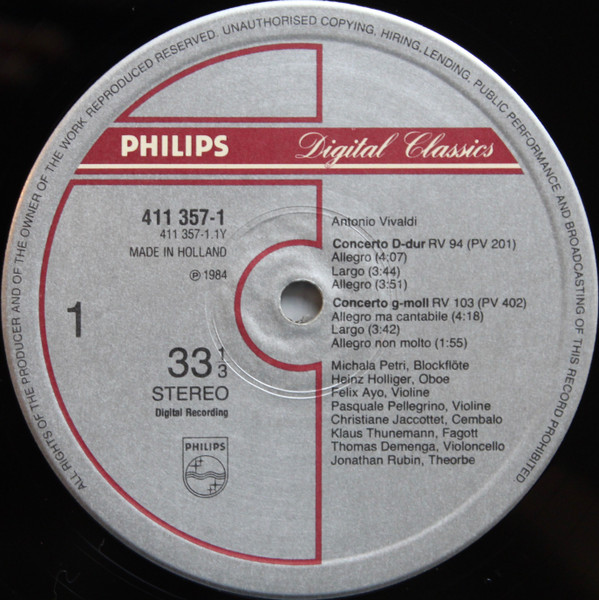 ALL RIGHTS OF THE PRODUCER AND OF THE OWNER OF THE WORK REPRODUCED RESERVED. UNAUTHORISED COPYING, HIRING, LENDING, PUBLIC PERFORMANCE AND BROADCASTING OF THIS RECORD PROHIBITED.
PHILIPS Digital Classics
411 357-1
411 357-1.1Y
MADE IN HOLLAND
℗ 1984
1
33 1/3
STEREO
Digital Recording
PHILIPS
Antonio Vivaldi
Concerto D-dur RV 94 (PV 201)
Allegro (4:07)
Largo (3:44)
Allegro (3:51)
Concerto g-moll RV 103 (PV 402)
Allegro ma cantabile (4:18)
Largo (3:42)
Allegro non molto (1:55)
Michala Petri, Blockflöte
Heinz Holliger, Oboe
Felix Ayo, Violine
Pasquale Pellegrino, Violine
Christiane Jaccottet, Cembalo
Klaus Thunemann, Fagott
Thomas Demenga, Violoncello
Jonathan Rubin, Theorbe